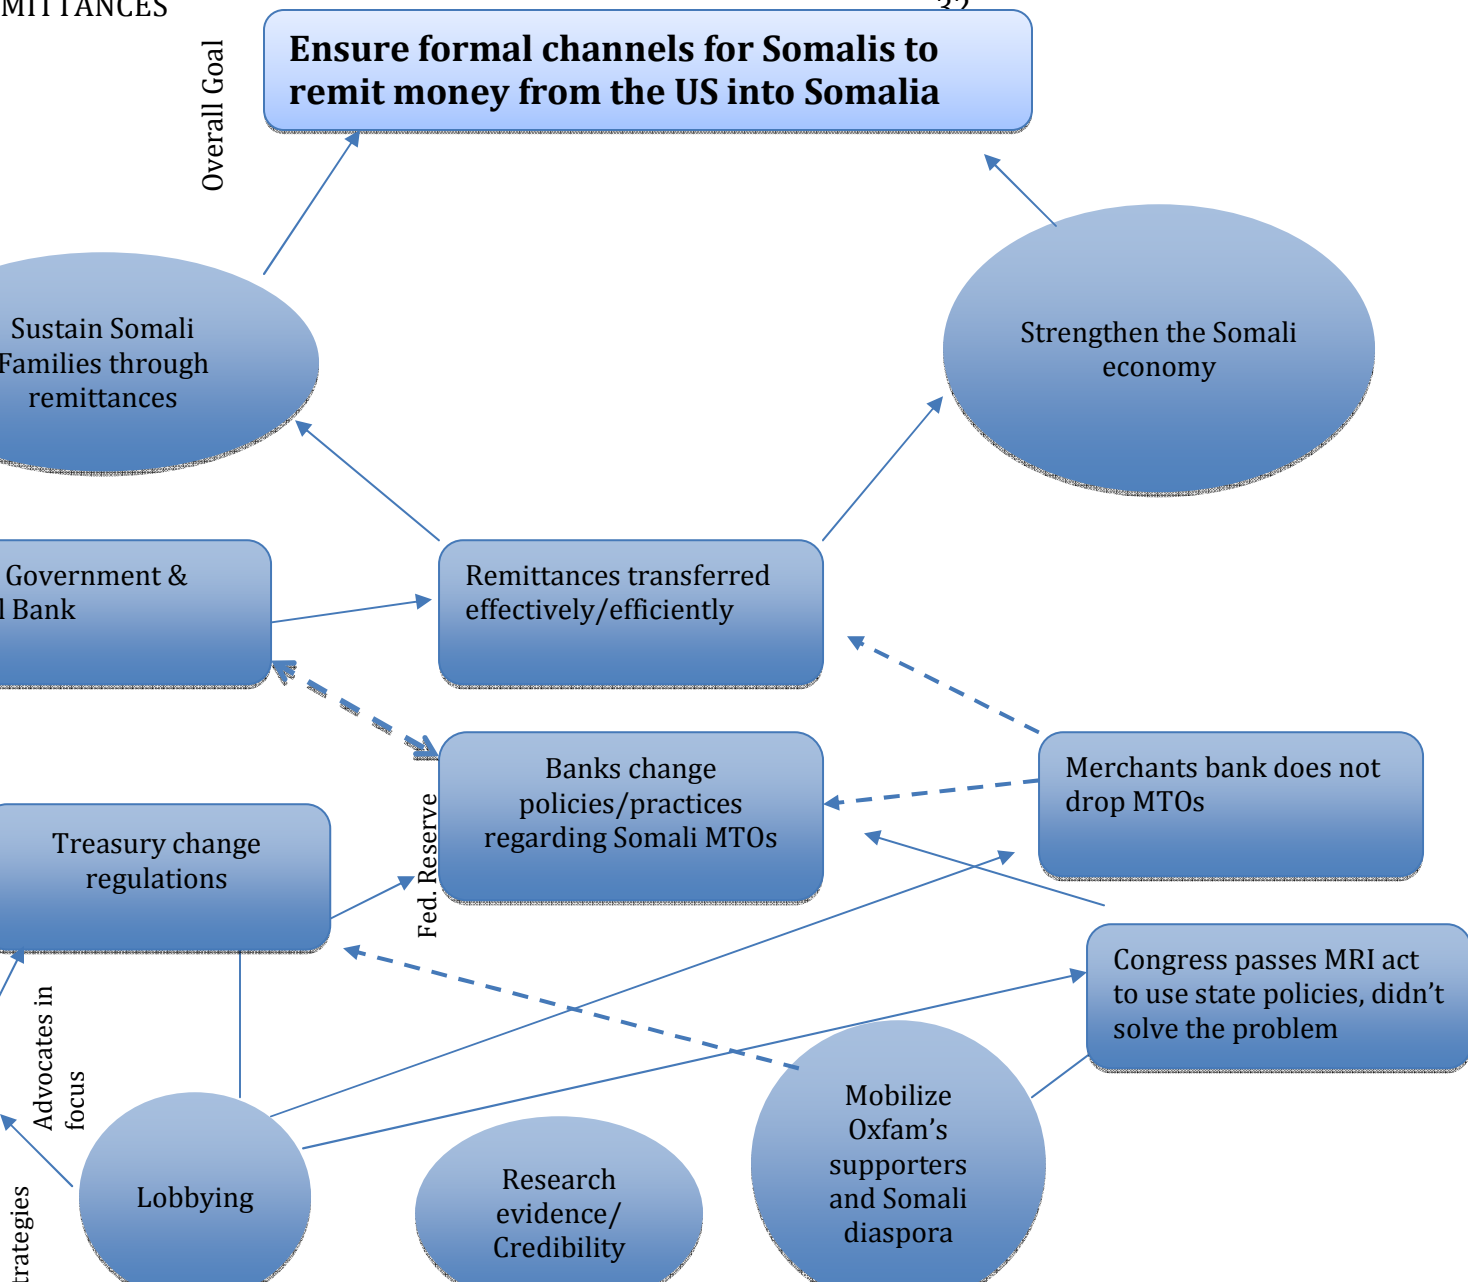 MITTANCES
32
Overall Goal
Ensure formal channels for Somalis to
remit money from the US into Somalia
Sustain Somali
Families through
remittances
Strengthen the Somali
economy
Government &
l Bank
Remittances transferred
effectively/efficiently
Banks change
policies/practices
regarding Somali MTOs
Merchants bank does not
drop MTOs
Treasury change
regulations
Fed. Reserve
Congress passes MRI act
to use state policies, didn’t
solve the problem
Advocates in
focus
Mobilize
Oxfam’s
supporters
and Somali
diaspora
Lobbying
Research
evidence/
Credibility
trategies